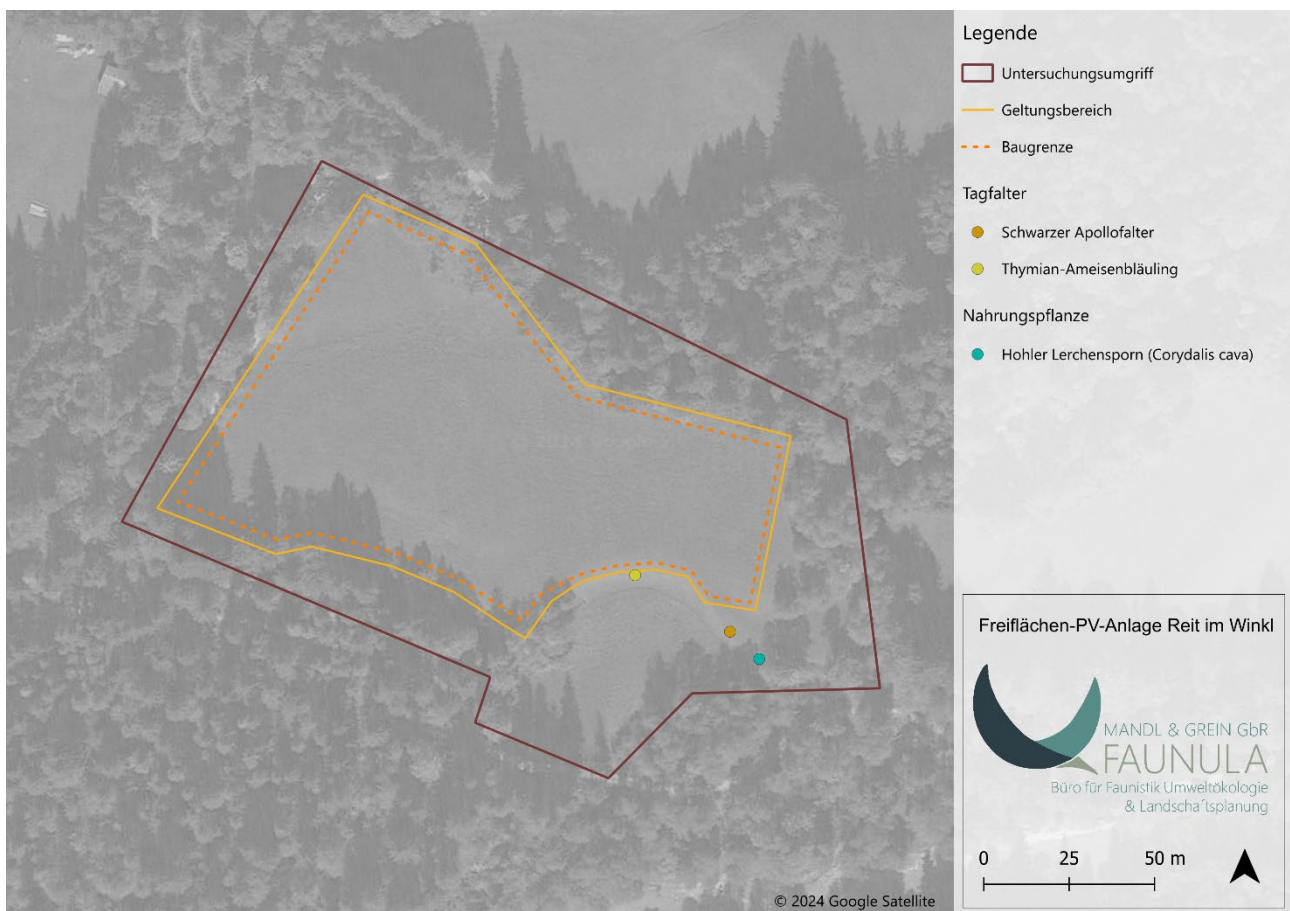 Legende
Untersuchungsumgriff
Geltungsbereich
Baugrenze
Tagfalter
Schwarzer Apollofalter
Thymian-Ameisenbläuling
Nahrungspflanze
Hohler Lerchensporn (Corydalis cava)
Freiflächen-PV-Anlage Reit im Winkl
MANDL & GREIN GbR
FAUNULA
Büro für Faunistik Umweltökologie
& Landschaftsplanung
0 25 50 m
© 2024 Google Satellite